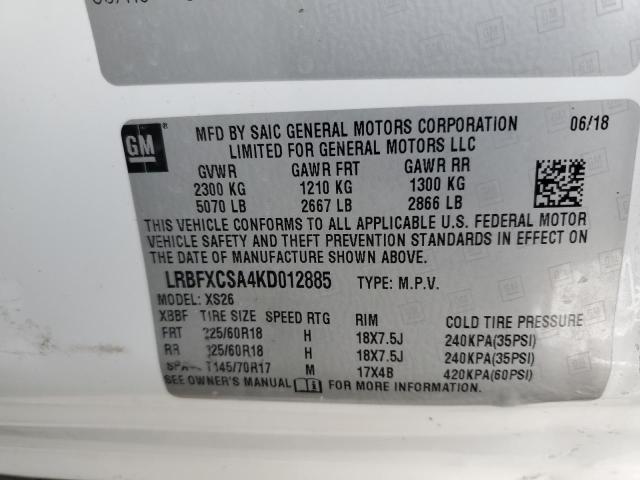 GM
MFD BY SAIC GENERAL MOTORS CORPORATION 06/18
LIMITED FOR GENERAL MOTORS LLC
GVWR GAWR FRT GAWR RR
2300 KG 1210 KG 1300 KG
5070 LB 2667 LB 2866 LB
THIS VEHICLE CONFORMS TO ALL APPLICABLE U.S. FEDERAL MOTOR
VEHICLE SAFETY AND THEFT PREVENTION STANDARDS IN EFFECT ON
THE DATE OF MANUFACTURE SHOWN ABOVE.
LRBFXCSA4KD012885 TYPE: M.P.V.
MODEL: XS26
XBBF TIRE SIZE SPEED RTG RIM COLD TIRE PRESSURE
FRT 225/60R18 H 18X7.5J 240KPA(35PSI)
RR 225/60R18 H 18X7.5J 240KPA(35PSI)
T145/70R17 M 17X4B 420KPA(60PSI)
SEE OWNER'S MANUAL FOR MORE INFORMATION.